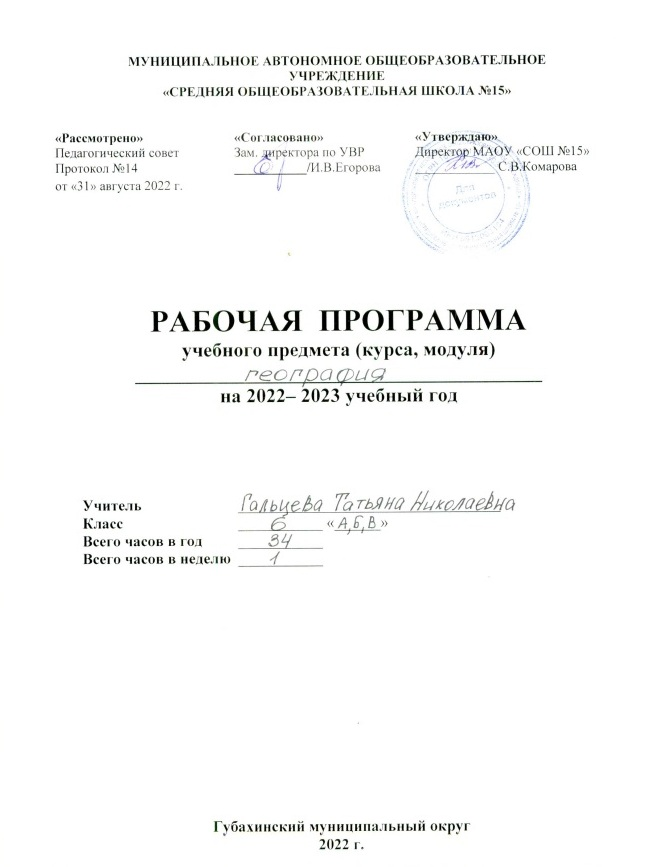 МУНИЦИПАЛЬНОЕ АВТОНОМНОЕ ОБЩЕОБРАЗОВАТЕЛЬНОЕ
УЧРЕЖДЕНИЕ
«СРЕДНЯЯ ОБЩЕОБРАЗОВАТЕЛЬНАЯ ШКОЛА №15»
«Рассмотрено»
Педагогический совет
Протокол №14
от «31» августа 2022 г.
«Согласовано»
Зам. директора по УВР
/И.В.Егорова
«Утверждаю»
Директор МАОУ «СОШ №15»
С.В.Комарова
Для
документов
РАБОЧАЯ ПРОГРАММА
учебного предмета (курса, модуля)
география
на 2022– 2023 учебный год
Учитель Гальцева Татьяна Николаевна
Класс 6 «А,Б,В»
Всего часов в год 34
Всего часов в неделю 1
Губахинский муниципальный округ
2022 г.